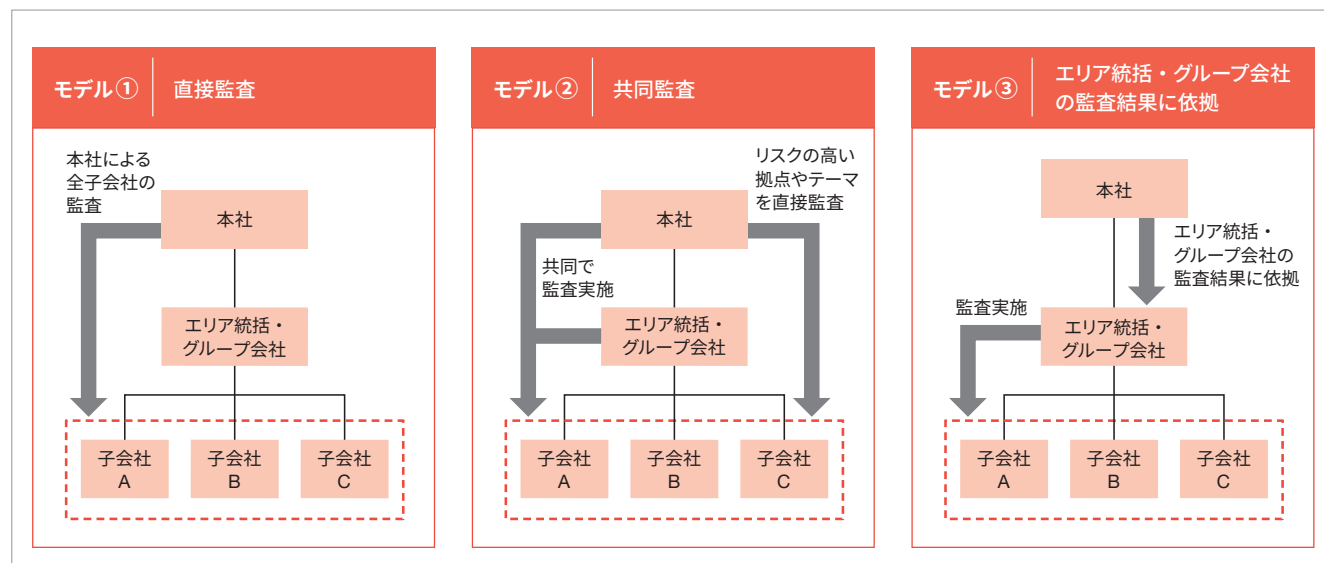 モデル① 直接監査
本社による
全子会社の
監査
本社
エリア統括・
グループ会社
子会社
A
子会社
B
子会社
C
モデル② 共同監査
リスクの高い
拠点やテーマ
を直接監査
本社
共同で
監査実施
エリア統括・
グループ会社
子会社
A
子会社
B
子会社
C
モデル③ エリア統括・グループ会社
の監査結果に依拠
本社
エリア統括・
グループ会社の
監査結果に依拠
監査実施
エリア統括・
グループ会社
子会社
A
子会社
B
子会社
C